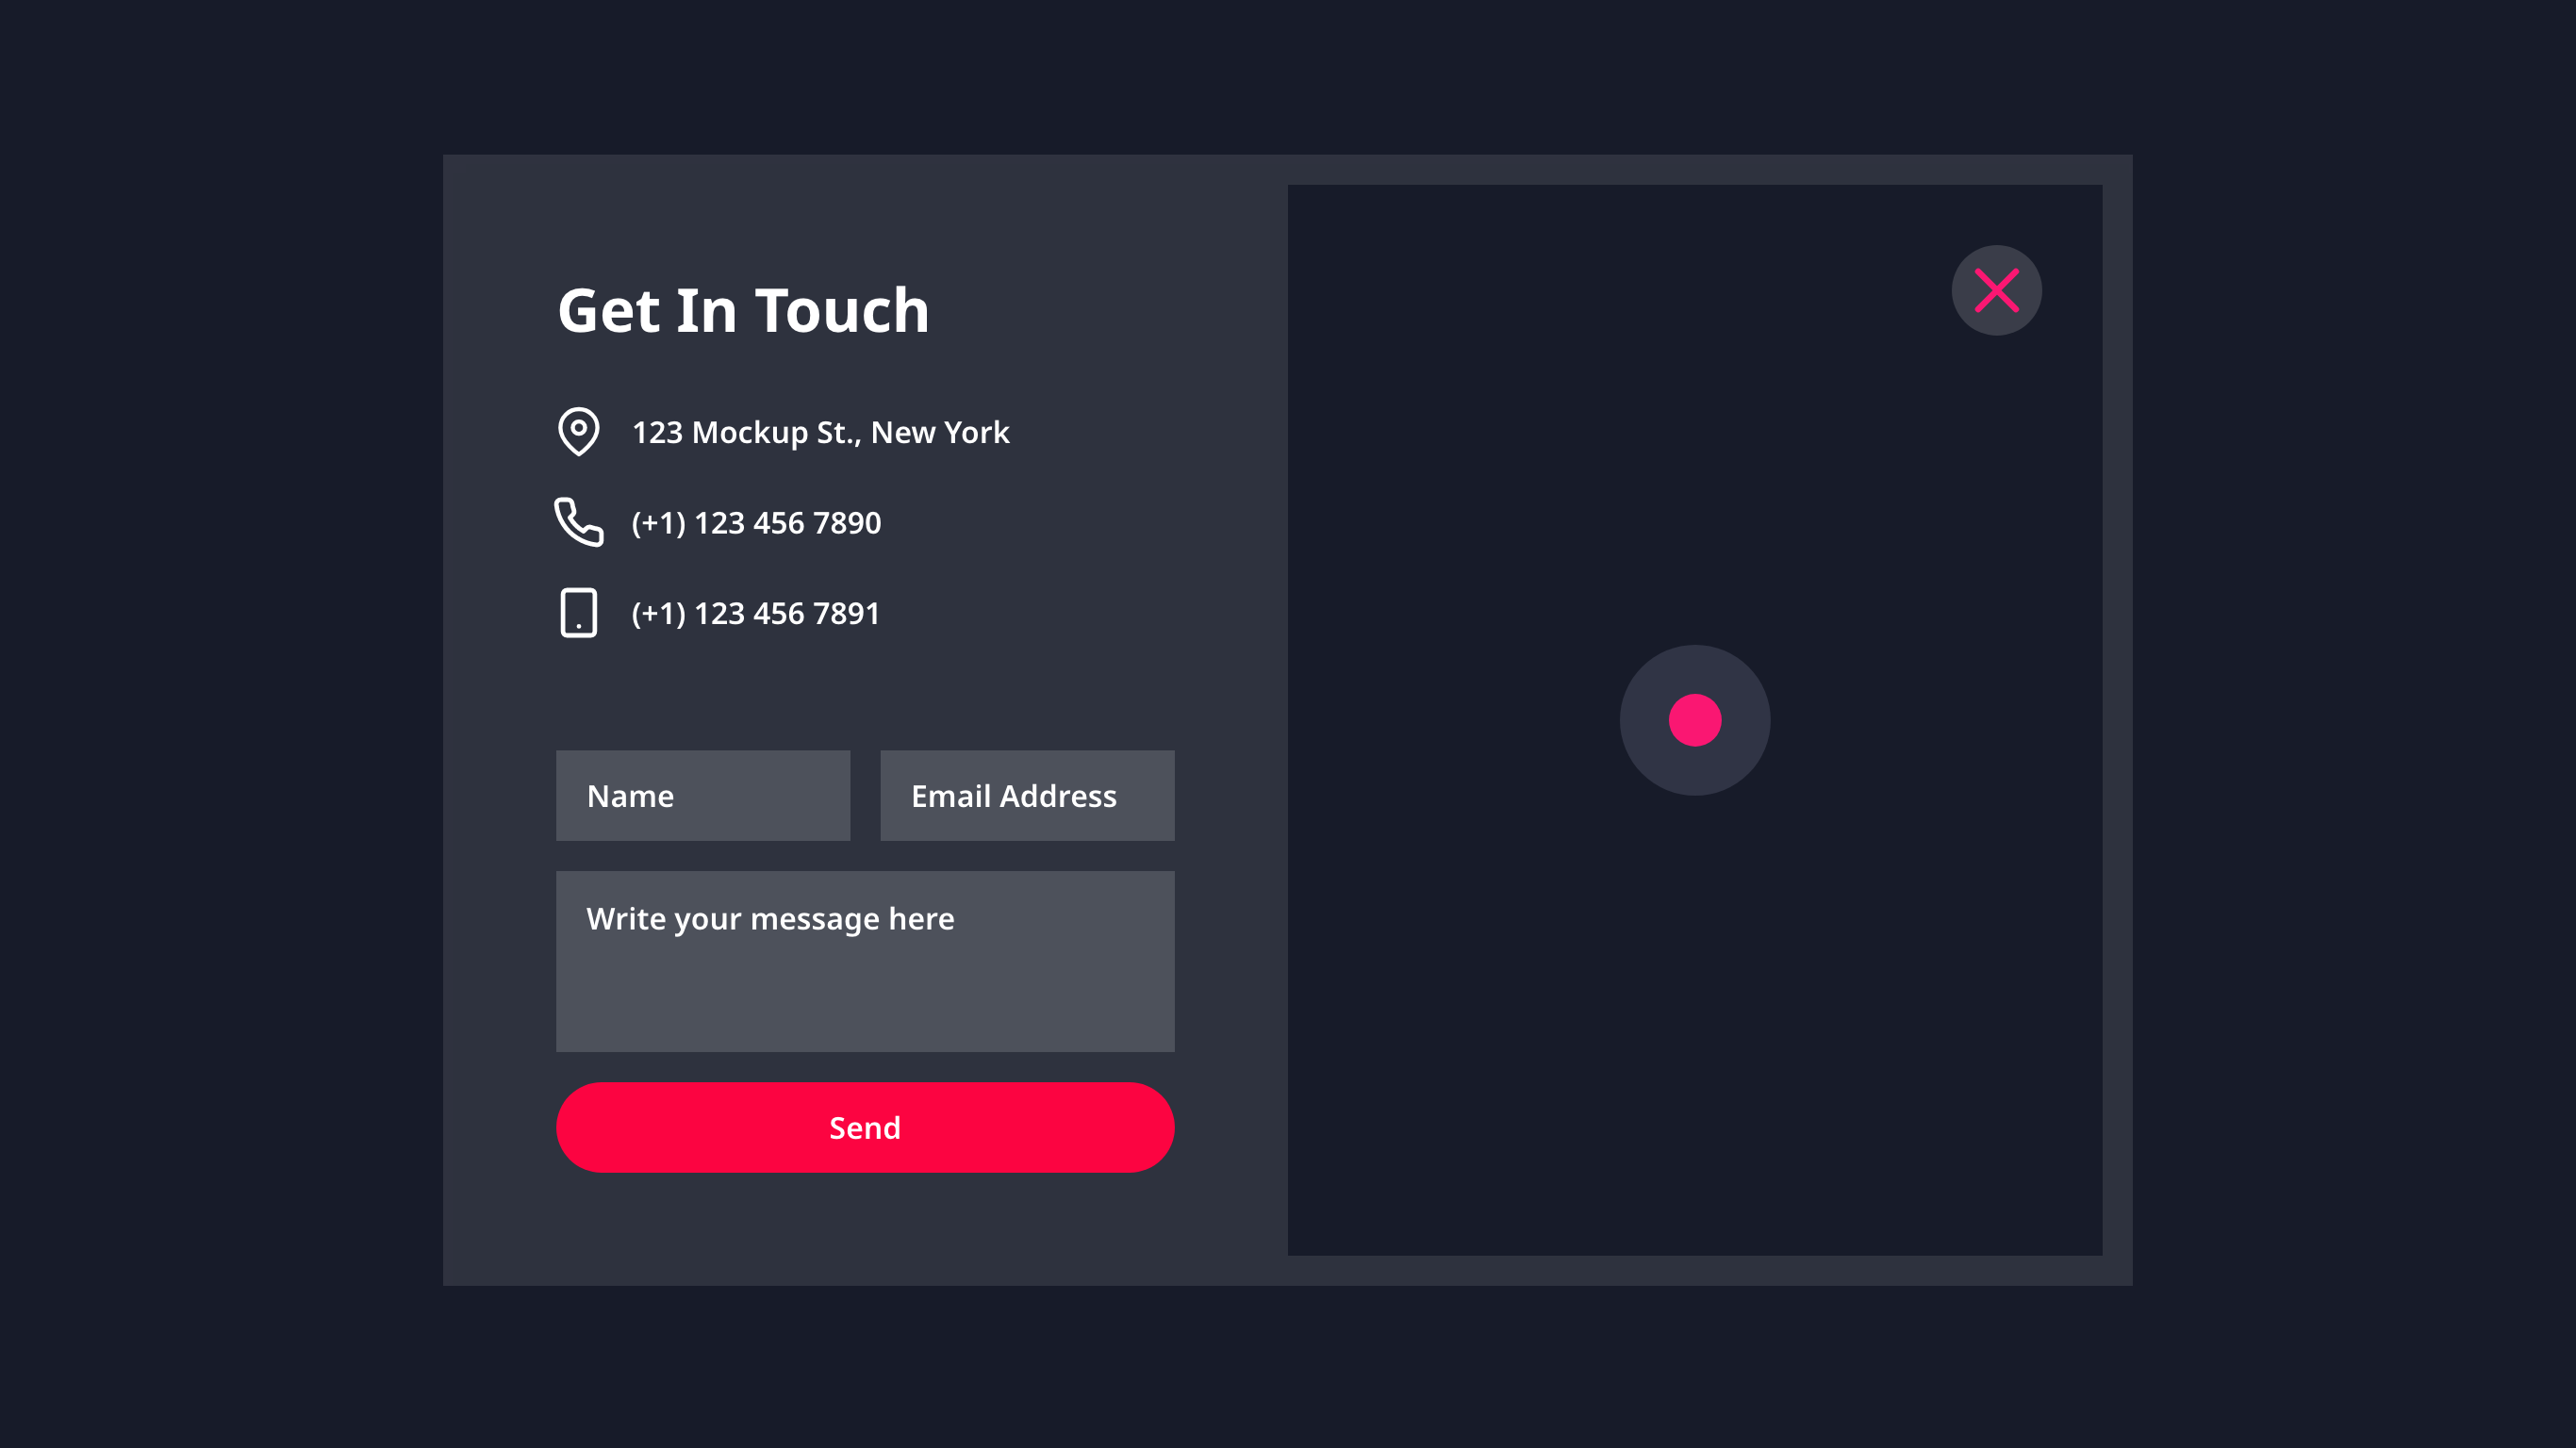 Get In Touch
123 Mockup St., New York
(+1) 123 456 7890
(+1) 123 456 7891
Name
Email Address
Write your message here
Send